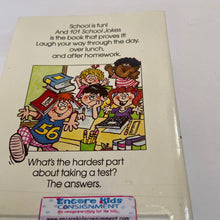 School is fun!
And 101 School Jokes
is the book that proves it!
Laugh your way through the day,
over lunch,
and after homework.
56
What's the hardest part
about taking a test?
The answers.
Encore Kids
CONSIGNMENT